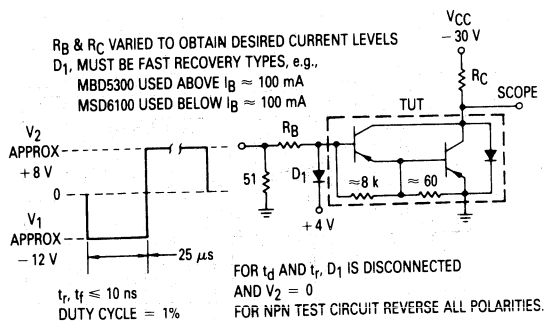 VCC
– 30 V
RB & RC VARIED TO OBTAIN DESIRED CURRENT LEVELS
D1, MUST BE FAST RECOVERY TYPES, e.g.,
MBD5300 USED ABOVE IB ≈ 100 mA
MSD6100 USED BELOW IB ≈ 100 mA
RC
SCOPE
TUT
V2
APPROX
+ 8 V
0
V1
APPROX
– 12 V
25 μs
RB
51
D1
+ 4 V
≈8 k
≈ 60
tr, tf ≤ 10 ns
DUTY CYCLE = 1%
FOR td AND tr, D1 IS DISCONNECTED
AND V2 = 0
FOR NPN TEST CIRCUIT REVERSE ALL POLARITIES.